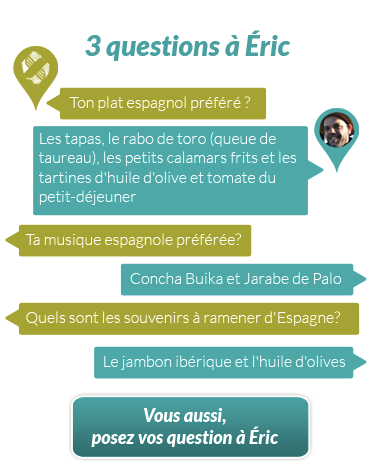 3 questions à Éric
Ton plat espagnol préféré ?
Les tapas, le rabo de toro (queue de
taureau), les petits calamars frits et les
tartines d'huile d'olive et tomate du
petit-déjeuner
Ta musique espagnole préférée?
Concha Buika et Jarabe de Palo
Quels sont les souvenirs à ramener d'Espagne?
Le jambon ibérique et l'huile d'olives
Vous aussi,
posez vos question à Éric